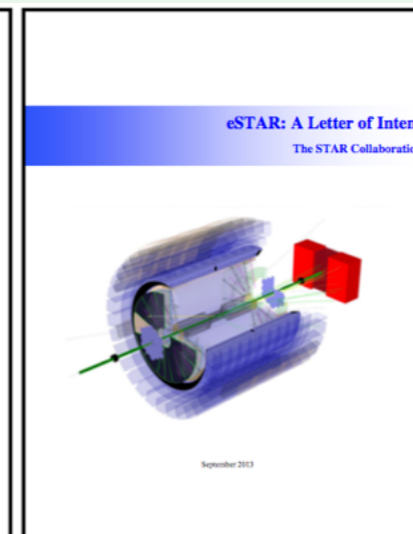 eSTAR: A Letter of Inten
The STAR Collaboratio
September 2013